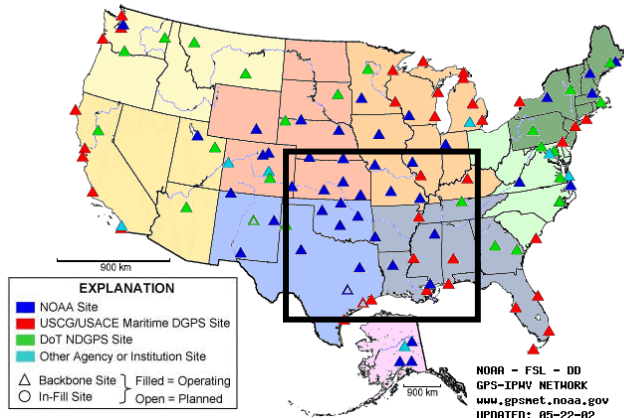 900 km
EXPLANATION
NOAA Site
USCG/USACE Maritime DGPS Site
DoT NDGPS Site
Other Agency or Institution Site
Backbone Site
In-Fill Site
Filled = Operating
Open = Planned
900 km
NOAA - FSL - DD
GPS-IPWV NETWORK
www.gpsmet.noaa.gov
UPDATED: 05-22-02